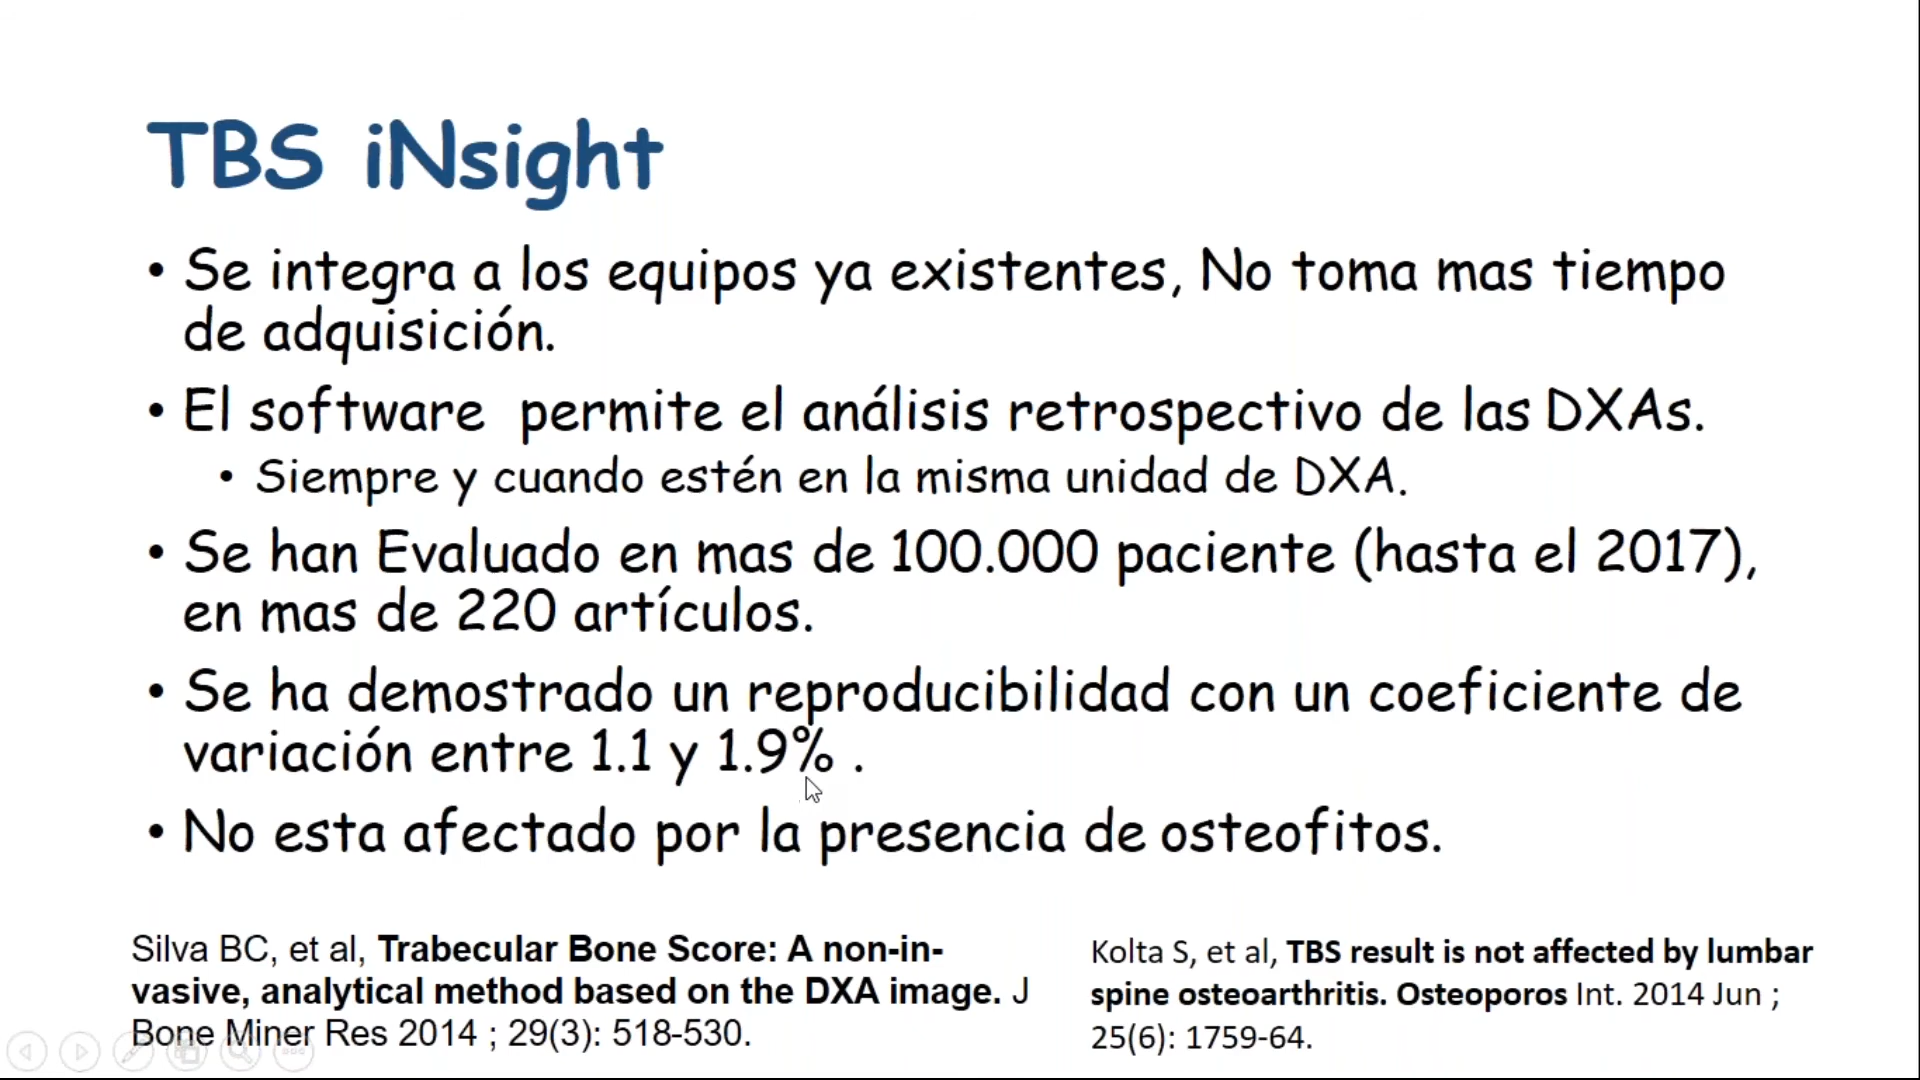 TBS iNsight
• Se integra a los equipos ya existentes, No toma mas tiempo
de adquisición.
• El software permite el análisis retrospectivo de las DXAs.
• Siempre y cuando estén en la misma unidad de DXA.
• Se han Evaluado en mas de 100.000 paciente (hasta el 2017),
en mas de 220 artículos.
• Se ha demostrado un reproducibilidad con un coeficiente de
variación entre 1.1 y 1.9% .
• No esta afectado por la presencia de osteofitos.
Silva BC, et al, Trabecular Bone Score: A non-in-
vasive, analytical method based on the DXA image. J
Bone Miner Res 2014 ; 29(3): 518-530.
Kolta S, et al, TBS result is not affected by lumbar
spine osteoarthritis. Osteoporos Int. 2014 Jun ;
25(6): 1759-64.